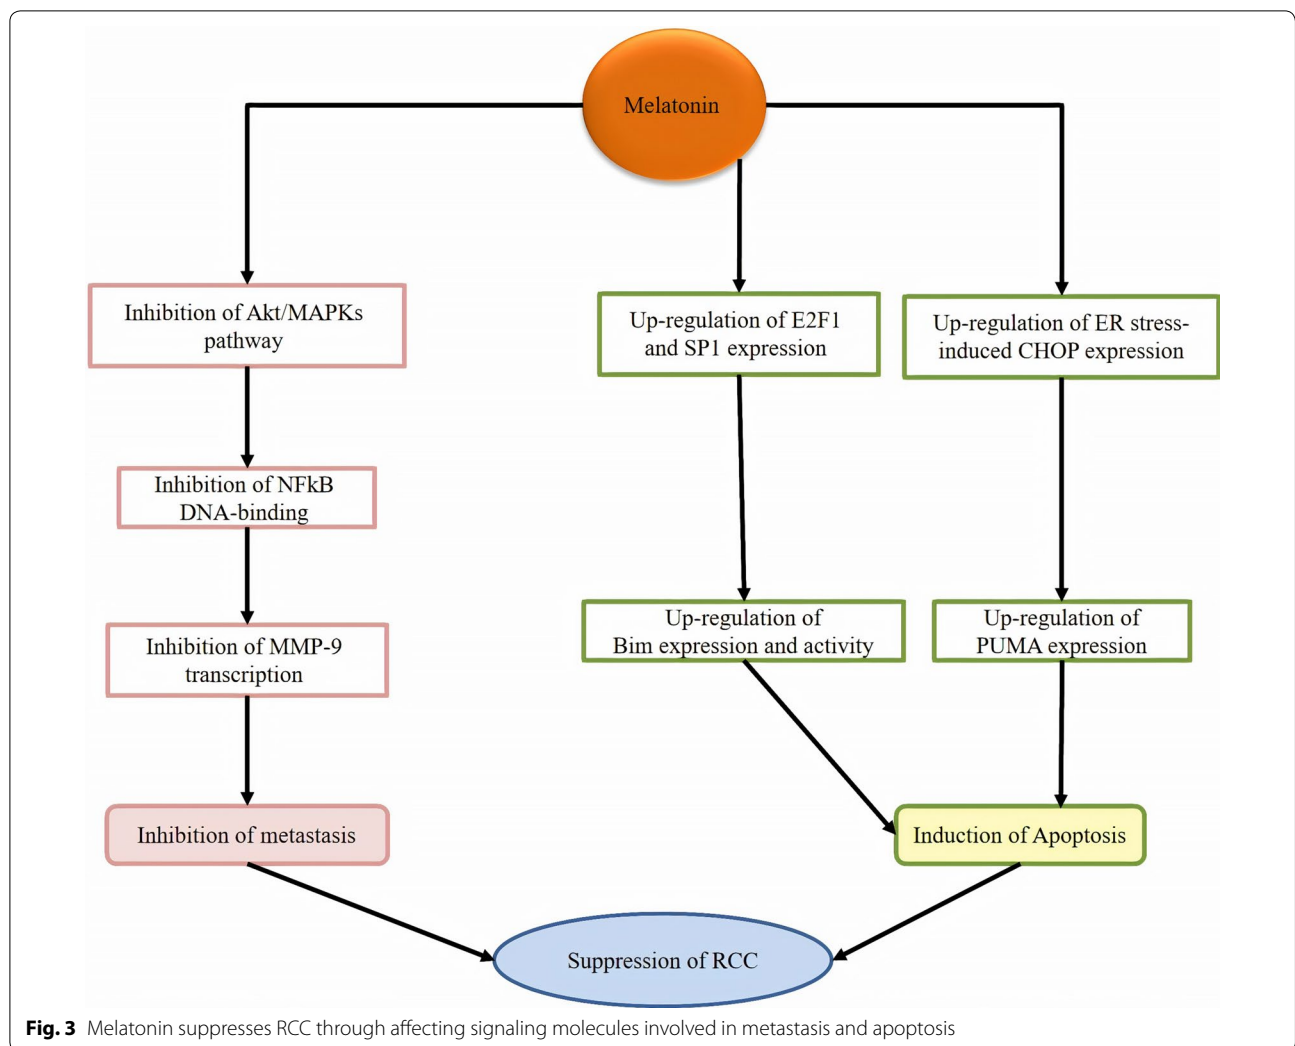 Melatonin
Inhibition of Akt/MAPKs
pathway
Up-regulation of E2F1
and SP1 expression
Up-regulation of ER stress-
induced CHOP expression
Inhibition of NFkB
DNA-binding
Inhibition of MMP-9
transcription
Up-regulation of
Bim expression and activity
Up-regulation of
PUMA expression
Inhibition of metastasis
Induction of Apoptosis
Suppression of RCC
Fig. 3 Melatonin suppresses RCC through affecting signaling molecules involved in metastasis and apoptosis